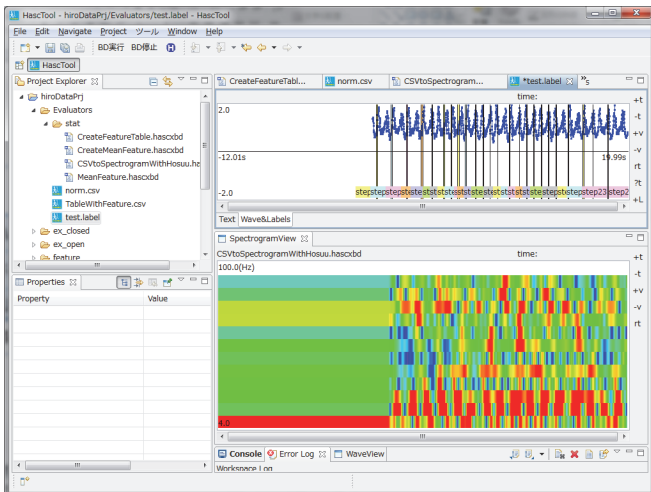 HascTool - hiroDataPrj/Evaluators/test.label - HascTool
File Edit Navigate Project ツール Window Help
BD実行 BD停止
HascTool
Project Explorer
hiroDataPrj
Evaluators
stat
CreateFeatureTable.hascxbd
CreateMeanFeature.hascxbd
CSVtoSpectrogramWithHosuu.ha
MeanFeature.hascxbd
norm.csv
TableWithFeature.csv
test.label
ex_closed
ex_open
feature
Properties
Property Value
CreateFeatureTabl... norm.csv CSVtoSpectrogram... *test.label »5
time:
2.0
-12.01s 19.99s
-2.0
step23 step2
+t
-t
+v
-v
rt
?t
+L
Text Wave&Labels
SpectrogramView
CSVtoSpectrogramWithHosuu.hascxbd time:
100.0(Hz)
4.0
+t
-t
+v
-v
rt
Console Error Log WaveView
Workspace Log